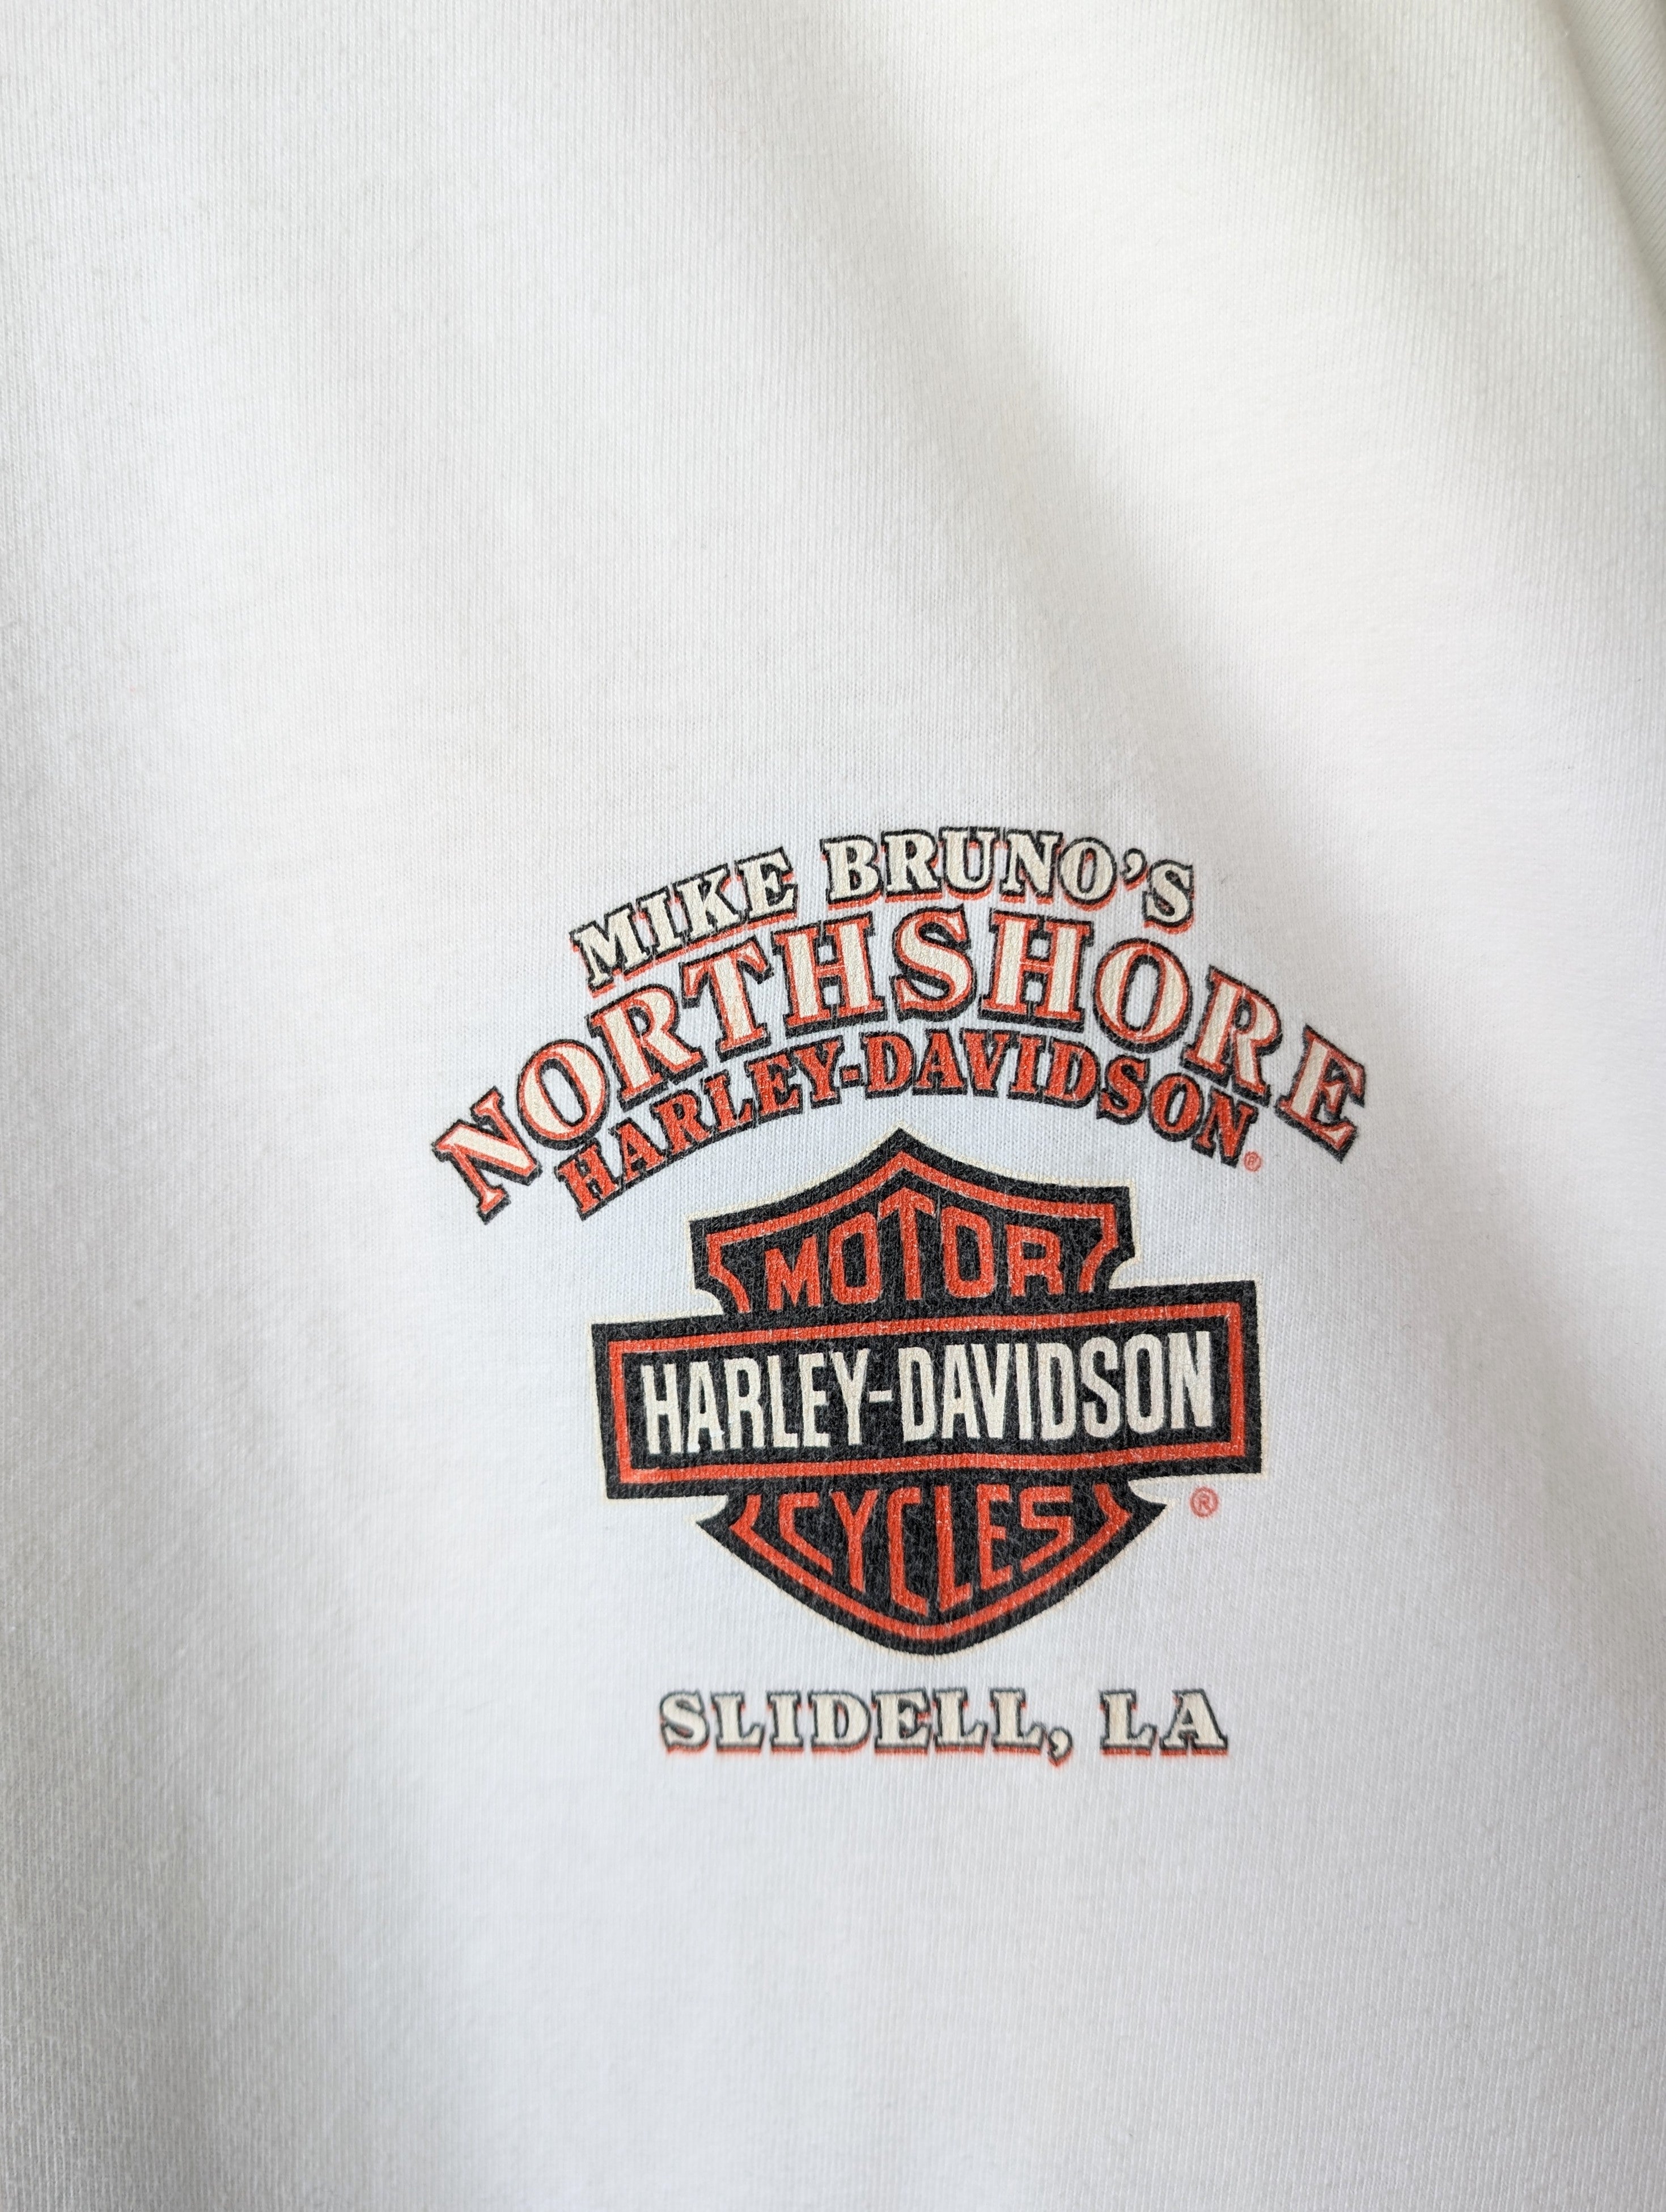 MIKE BRUNO'S
NORTHSHORE
HARLEY-DAVIDSON®
MOTOR
HARLEY-DAVIDSON
CYCLES ®
SLIDELL, LA